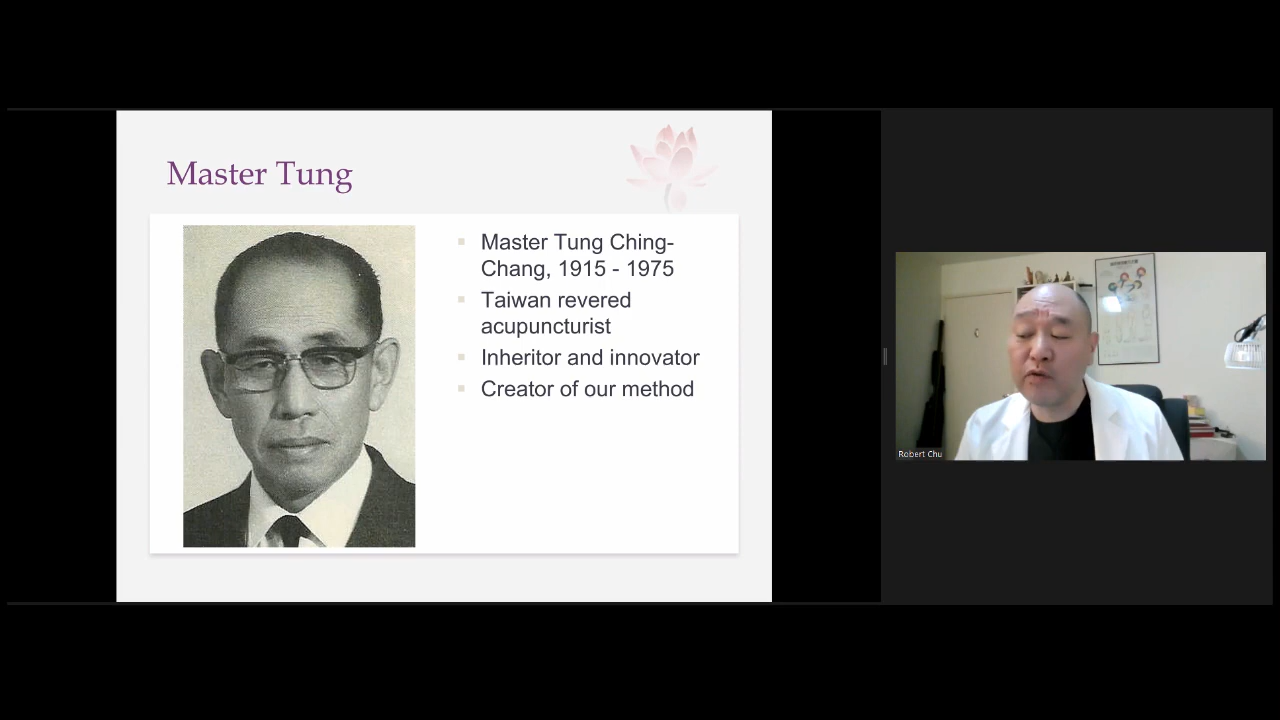 Master Tung
Master Tung Ching-
Chang, 1915 - 1975
Taiwan revered
acupuncturist
Inheritor and innovator
Creator of our method
Robert Chu